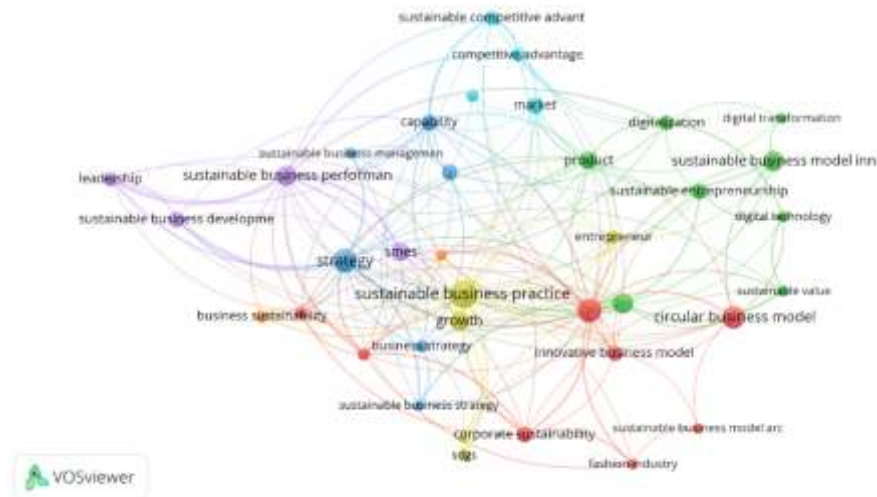 sustainable competitive advant
competitive advantage
market
capability
digitalization
digital transformation
sustainable business managemen
product
sustainable business model inn
leadership
sustainable business performan
sustainable entrepreneurship
sustainable business developme
digital technology
entrepreneur
smes
strategy
sustainable business practice
sustainable value
business sustainability
growth
circular business model
business strategy
innovative business model
sustainable business strategy
corporate sustainability
sustainable business model arc
sdgs
fashion industry
VOSviewer